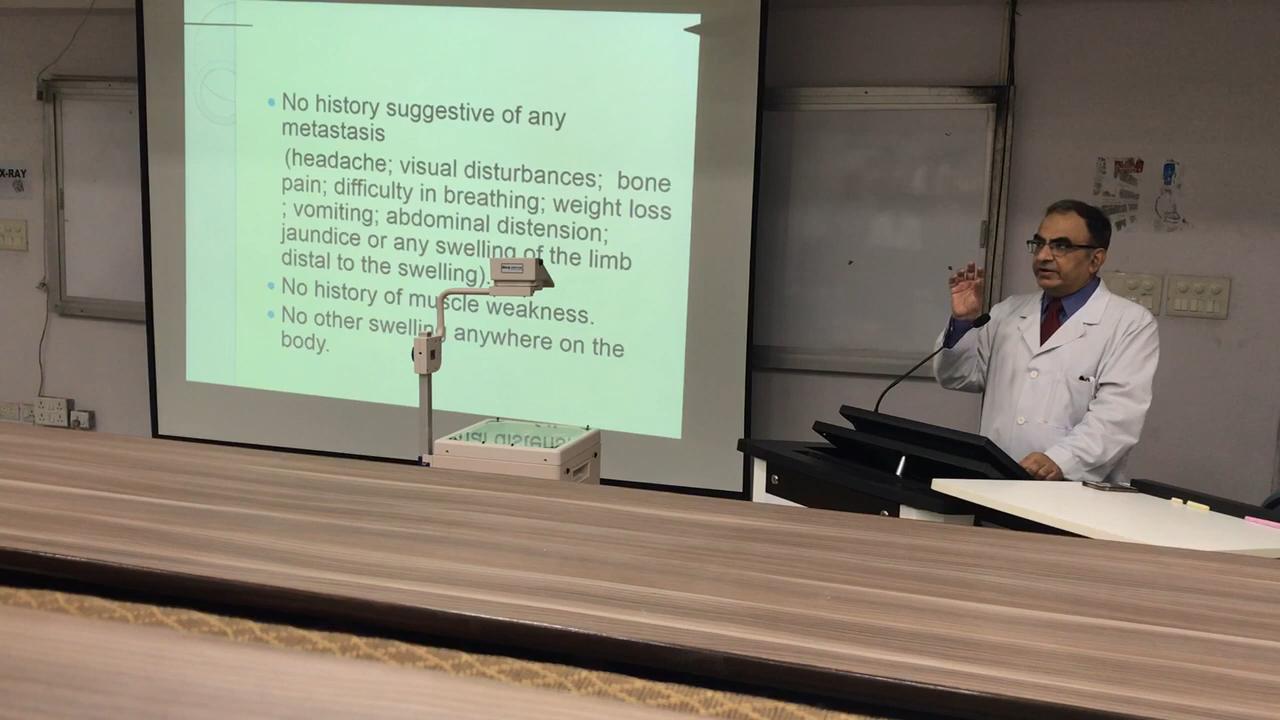 • No history suggestive of any
metastasis
(headache; visual disturbances; bone
pain; difficulty in breathing; weight loss
; vomiting; abdominal distension;
jaundice or any swelling of the limb
distal to the swelling).
• No history of muscle weakness.
• No other swelling anywhere on the
body.
X-RAY